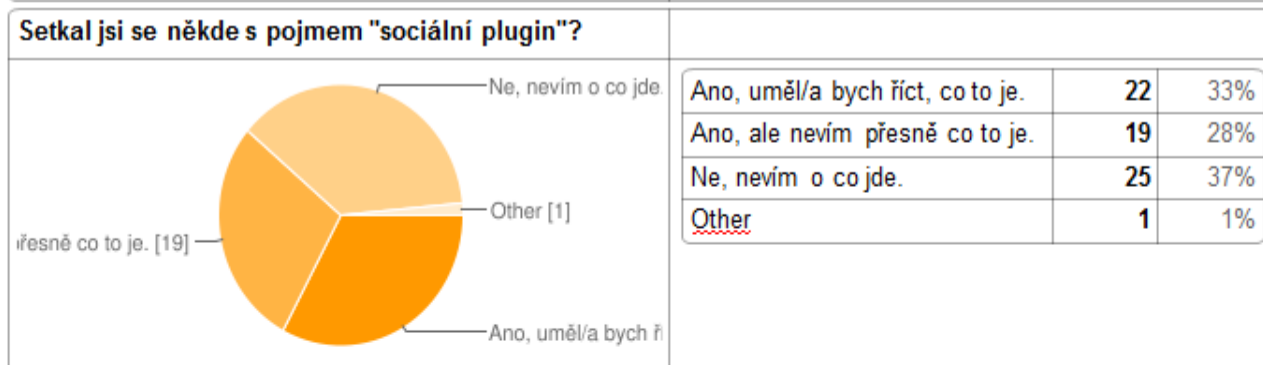 Setkal jsi se někde s pojmem "sociální plugin"?
Ne, nevím o co jde.
Other [1]
přesně co to je. [19]
Ano, uměl/a bych ř
Ano, uměl/a bych říct, co to je. 22 33%
Ano, ale nevím přesně co to je. 19 28%
Ne, nevím o co jde. 25 37%
Other 1 1%